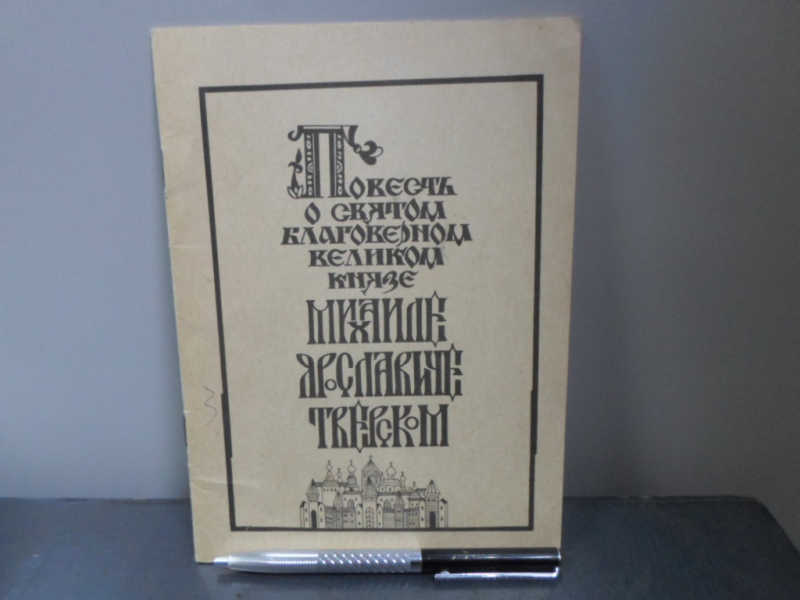 Повесть
о святом
благоверном
великом
князе
Михаиле
Ярославиче
Тверском